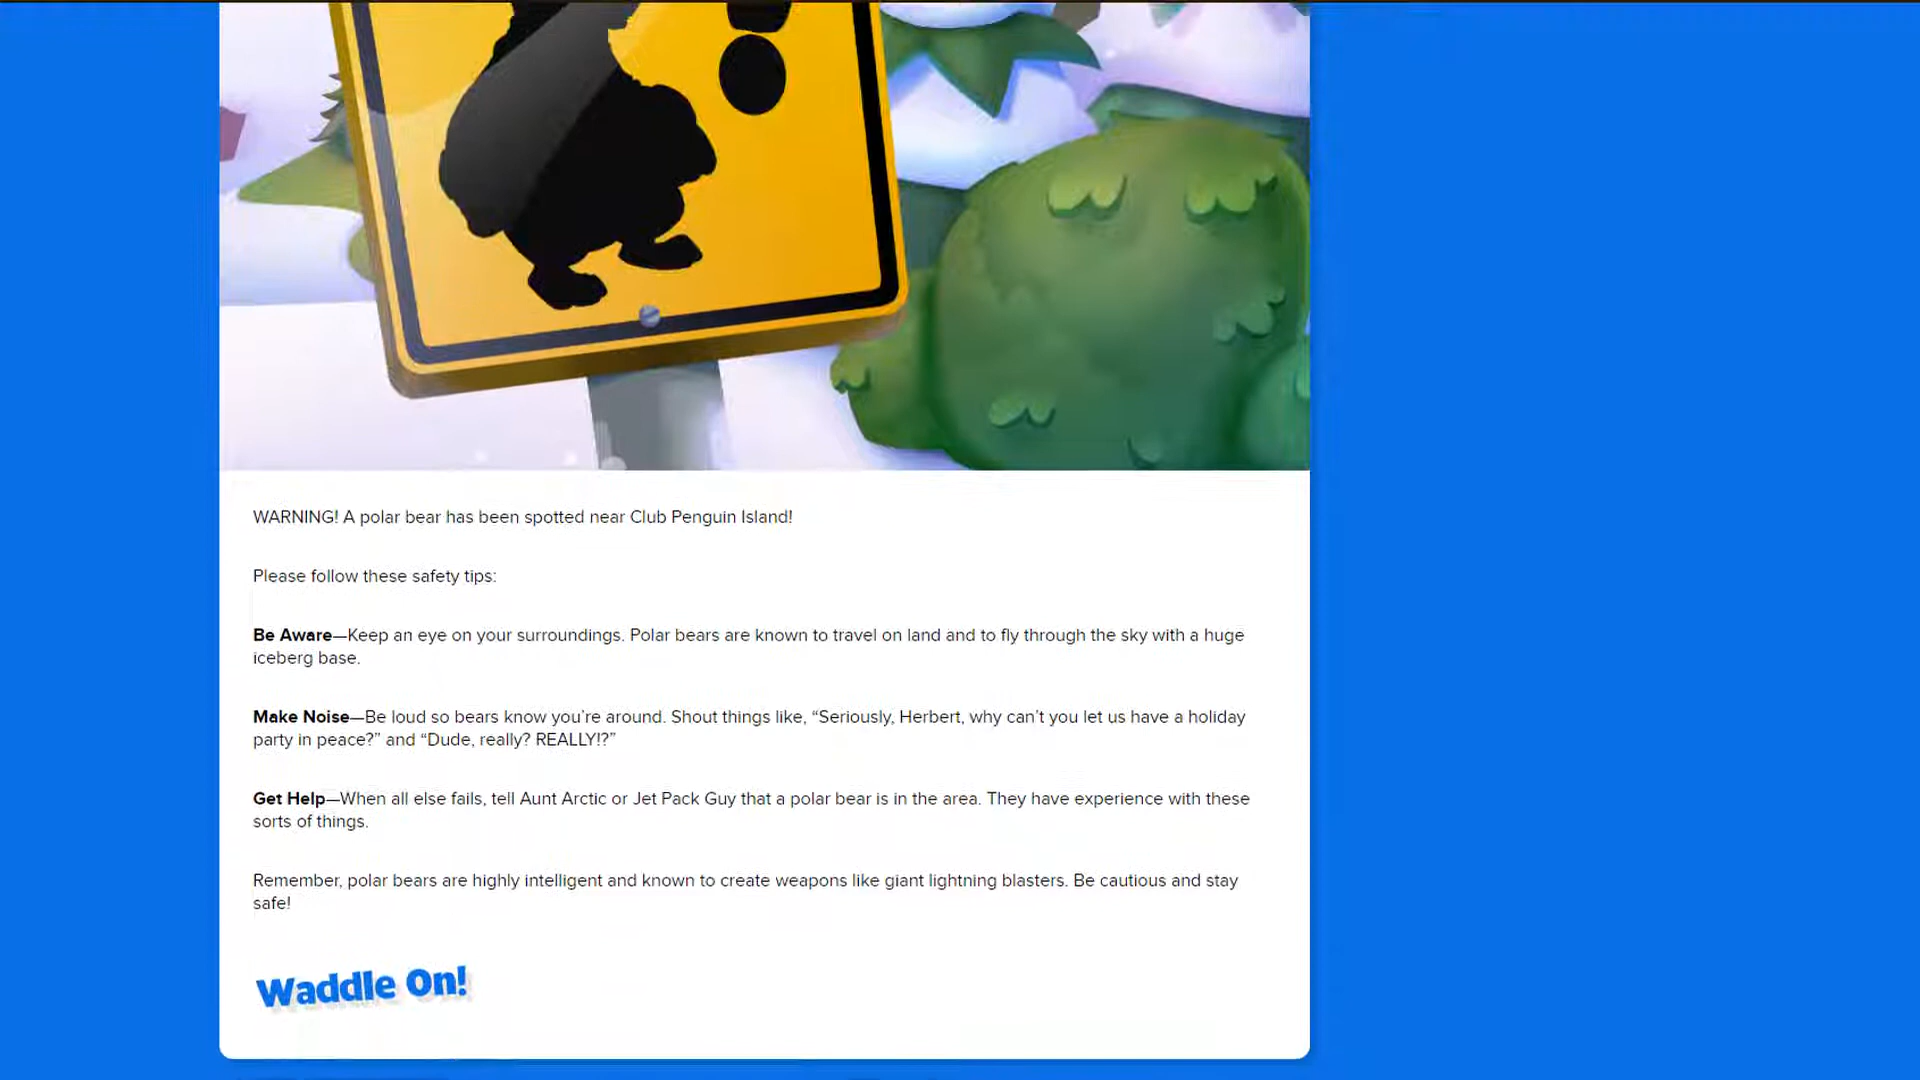 WARNING! A polar bear has been spotted near Club Penguin Island!
Please follow these safety tips:
Be Aware—Keep an eye on your surroundings. Polar bears are known to travel on land and to fly through the sky with a huge
iceberg base.
Make Noise—Be loud so bears know you’re around. Shout things like, “Seriously, Herbert, why can’t you let us have a holiday
party in peace?” and “Dude, really? REALLY!?”
Get Help—When all else fails, tell Aunt Arctic or Jet Pack Guy that a polar bear is in the area. They have experience with these
sorts of things.
Remember, polar bears are highly intelligent and known to create weapons like giant lightning blasters. Be cautious and stay
safe!
Waddle On!